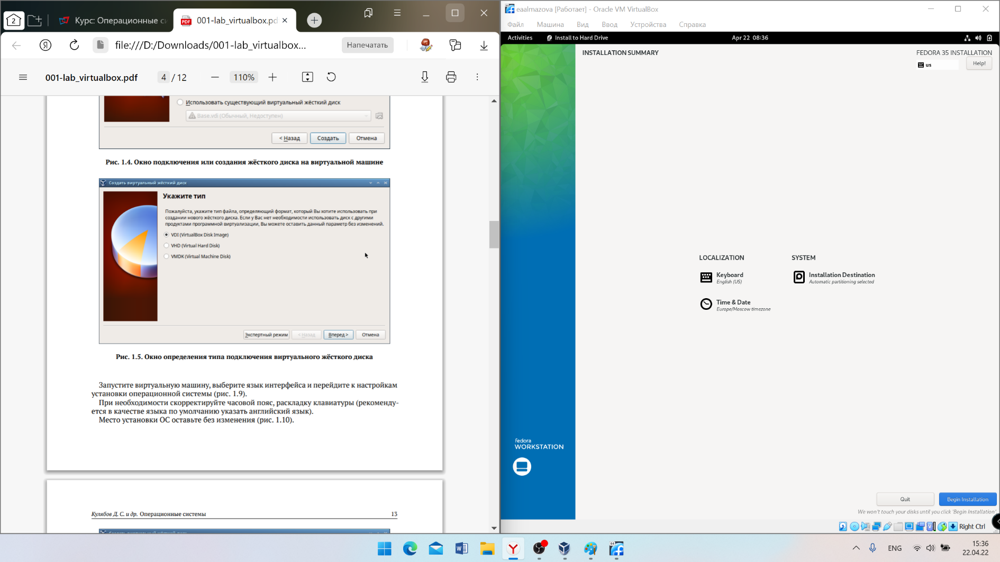 2
Курс: Операционные си
001-lab_virtualbox.pd
file:///D:/Downloads/001-lab_virtualbox...
Напечатать
001-lab_virtualbox.pdf
4 / 12
110%
Использовать существующий виртуальный жёсткий диск
Base.vdi (Обычный, Недоступен)
< Назад
Создать
Отмена
Рис. 1.4. Окно подключения или создания жёсткого диска на виртуальной машине
Создать виртуальный жёсткий диск
Укажите тип
Пожалуйста, укажите тип файла, определяющий формат, который Вы хотите использовать при
создании нового жёсткого диска. Если у Вас нет необходимости использовать диск с другими
продуктами программной виртуализации, Вы можете оставить данный параметр без изменений.
VDI (VirtualBox Disk Image)
VHD (Virtual Hard Disk)
VMDK (Virtual Machine Disk)
Экспертный режим
< Назад
Вперед >
Отмена
Рис. 1.5. Окно определения типа подключения виртуального жёсткого диска
Запустите виртуальную машину, выберите язык интерфейса и перейдите к настройкам
установки операционной системы (рис. 1.9).
При необходимости скорректируйте часовой пояс, раскладку клавиатуры (рекоменду-
ется в качестве языка по умолчанию указать английский язык).
Место установки ОС оставьте без изменения (рис. 1.10).
Кулябов Д. С. и др. Операционные системы
13
eaalmazova [Работает] - Oracle VM VirtualBox
Файл
Машина
Вид
Ввод
Устройства
Справка
Activities
Install to Hard Drive
Apr 22 08:36
INSTALLATION SUMMARY
FEDORA 35 INSTALLATION
us
Help!
LOCALIZATION
Keyboard
English (US)
Time & Date
Europe/Moscow timezone
SYSTEM
Installation Destination
Automatic partitioning selected
fedora
WORKSTATION
Quit
Begin Installation
We won't touch your disks until you click 'Begin Installation'
Right Ctrl
ENG
15:36
22.04.22